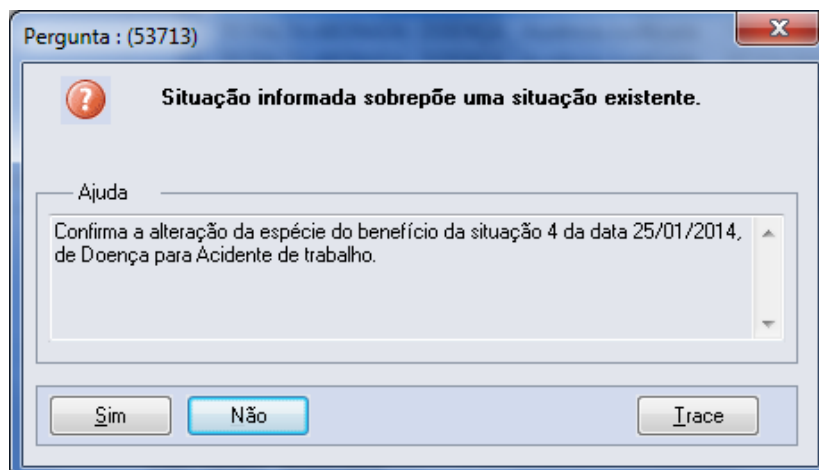 Pergunta : (53713)
Situação informada sobrepõe uma situação existente.
Ajuda
Confirma a alteração da espécie do benefício da situação 4 da data 25/01/2014,
de Doença para Acidente de trabalho.
Sim
Não
Trace